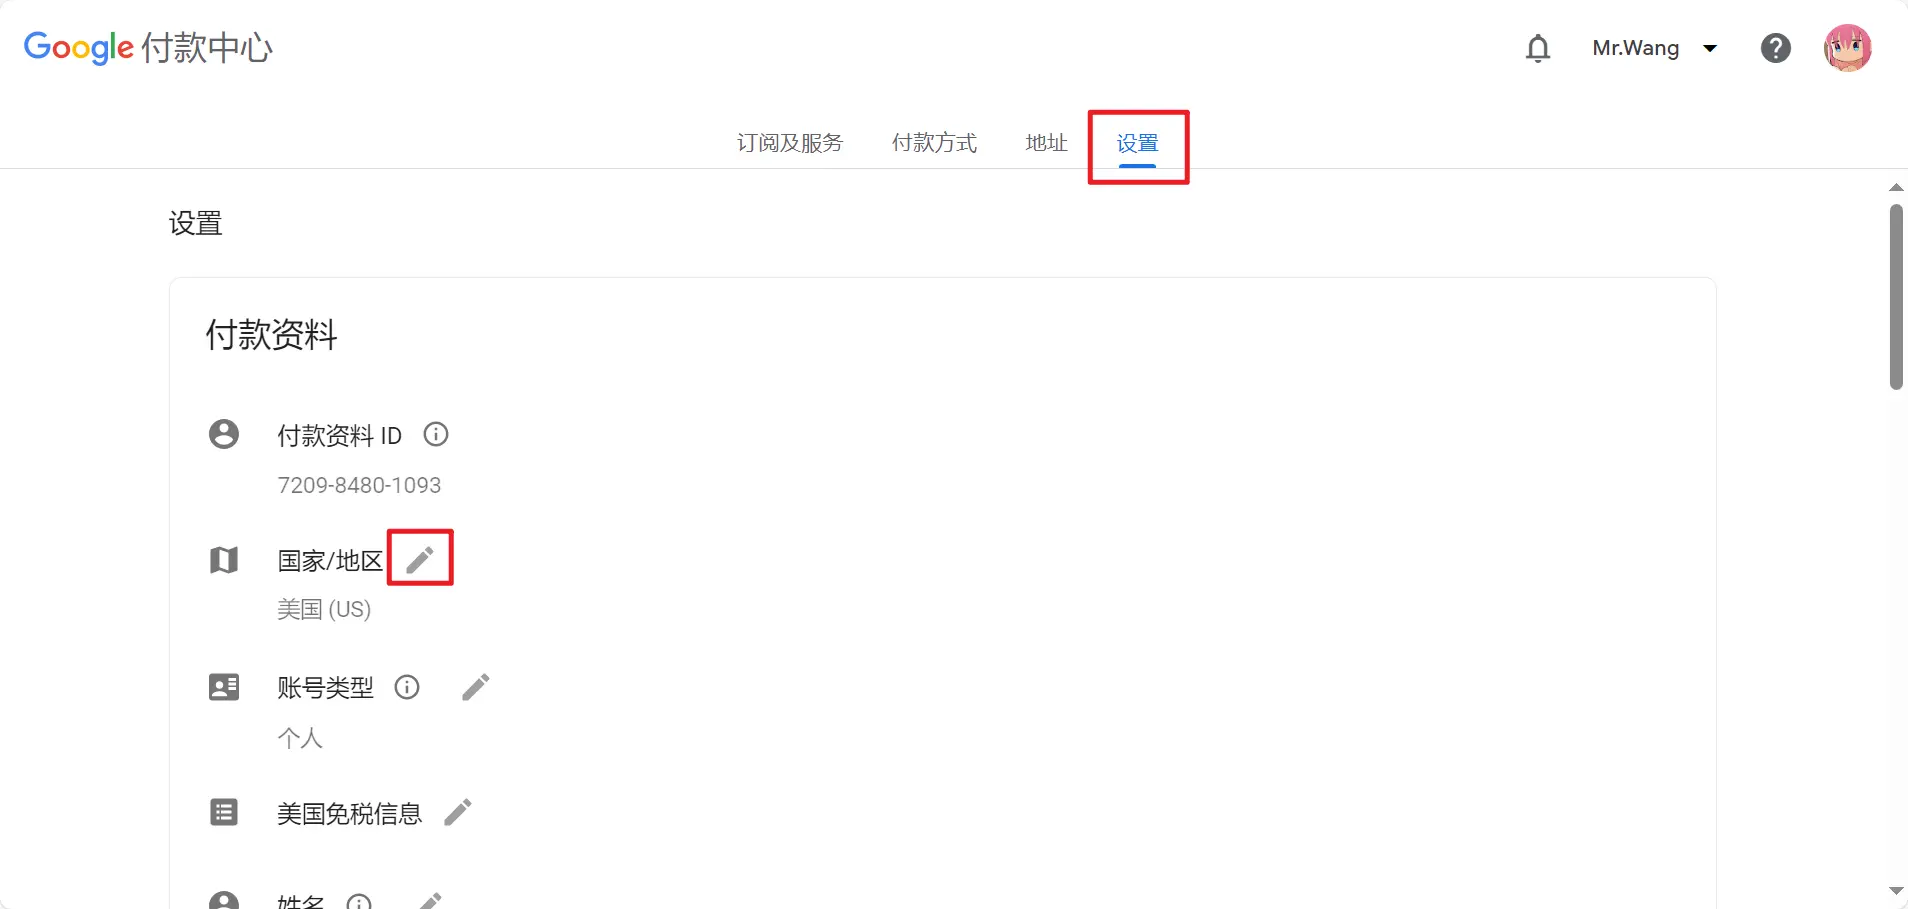 Google 付款中心
Mr.Wang
订阅及服务 付款方式 地址 设置
设置
付款资料
付款资料 ID
7209-8480-1093
国家/地区
美国 (US)
账号类型
个人
美国免税信息
姓名